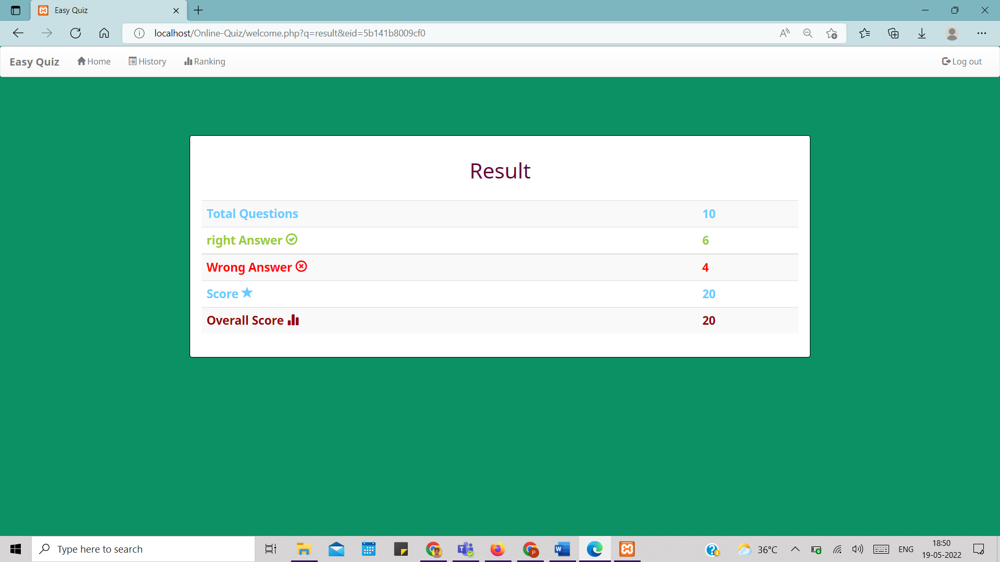 Easy Quiz
localhost/Online-Quiz/welcome.php?q=result&eid=5b141b8009cf0
Easy Quiz Home History Ranking Log out
Result
Total Questions 10
right Answer 6
Wrong Answer 4
Score 20
Overall Score 20
Type here to search
36°C
ENG
18:50
19-05-2022